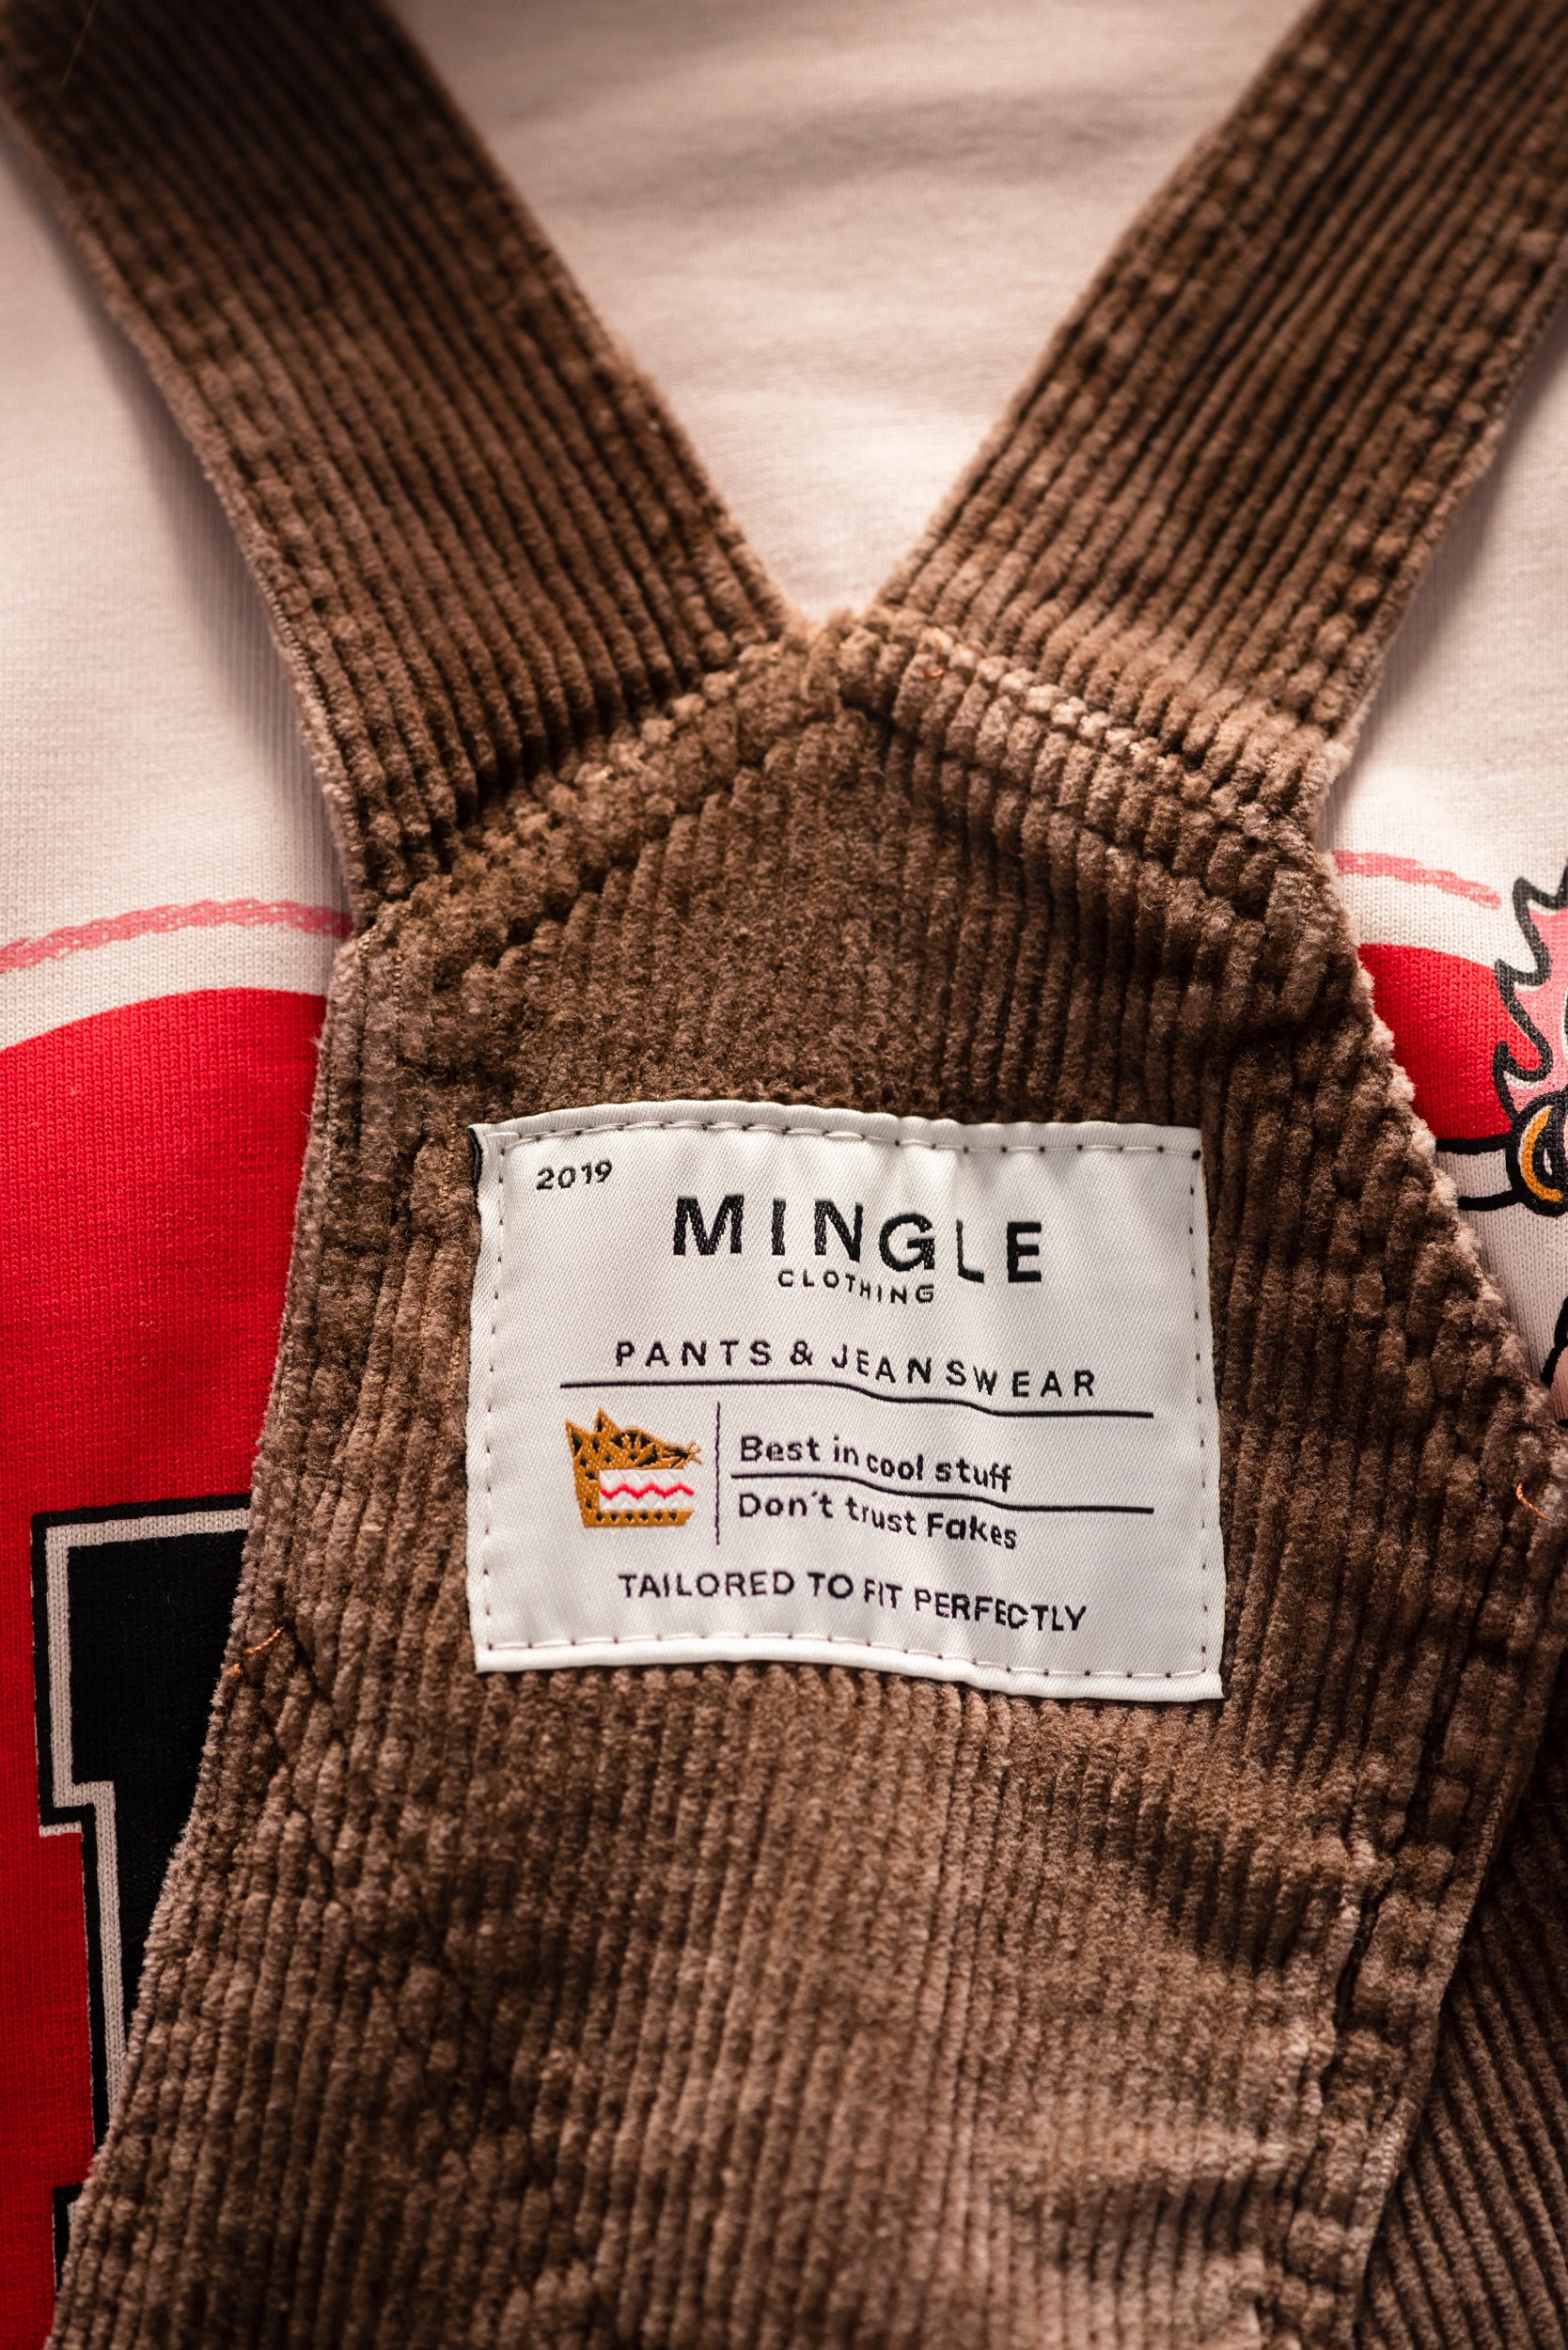 2019
MINGLE
CLOTHING
PANTS & JEANSWEAR
Best in cool stuff
Don't trust Fakes
TAILORED TO FIT PERFECTLY